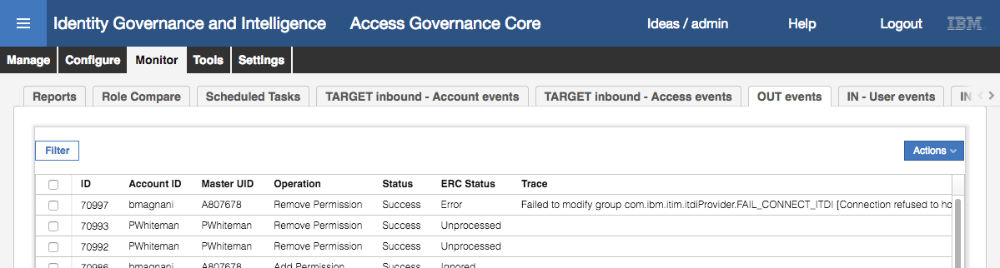 Identity Governance and Intelligence Access Governance Core Ideas / admin Help Logout IBM
Manage Configure Monitor Tools Settings
Reports Role Compare Scheduled Tasks TARGET inbound - Account events TARGET inbound - Access events OUT events IN - User events IN
Filter Actions
ID Account ID Master UID Operation Status ERC Status Trace
70997 bmagnani A807678 Remove Permission Success Error Failed to modify group com.ibm.itim.itdiProvider.FAIL_CONNECT_ITDI [Connection refused to ho
70993 PWhiteman PWhiteman Remove Permission Success Unprocessed
70992 PWhiteman PWhiteman Remove Permission Success Unprocessed
70986 bmagnani A807678 Add Permission Success Ignored